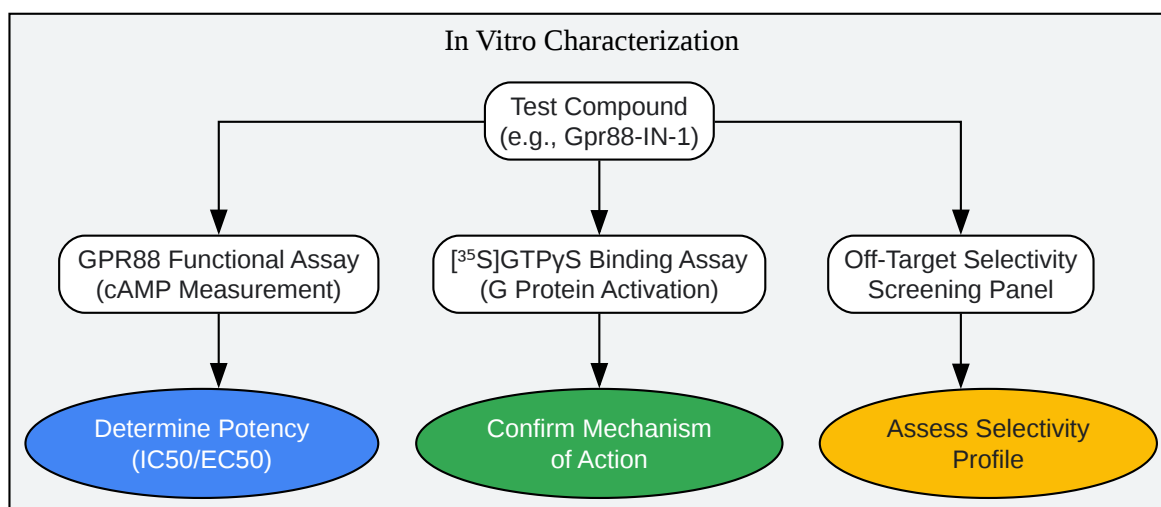 In Vitro Characterization
Test Compound
(e.g., Gpr88-IN-1)
GPR88 Functional Assay
(cAMP Measurement)
[³⁵S]GTPγS Binding Assay
(G Protein Activation)
Off-Target Selectivity
Screening Panel
Determine Potency
(IC50/EC50)
Confirm Mechanism
of Action
Assess Selectivity
Profile